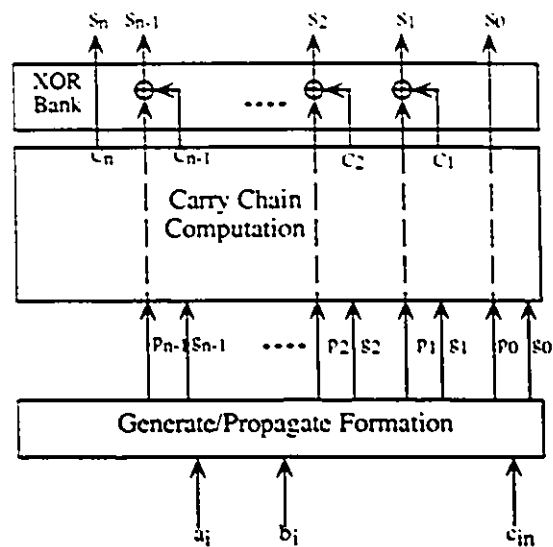 Sn Sn-1 S2 S1 S0
XOR
Bank
....
Cn Cn-1 C2 C1
Carry Chain
Computation
Pn-1 gn-1 .... P2 g2 P1 g1 P0 g0
Generate/Propagate Formation
ai bi cin